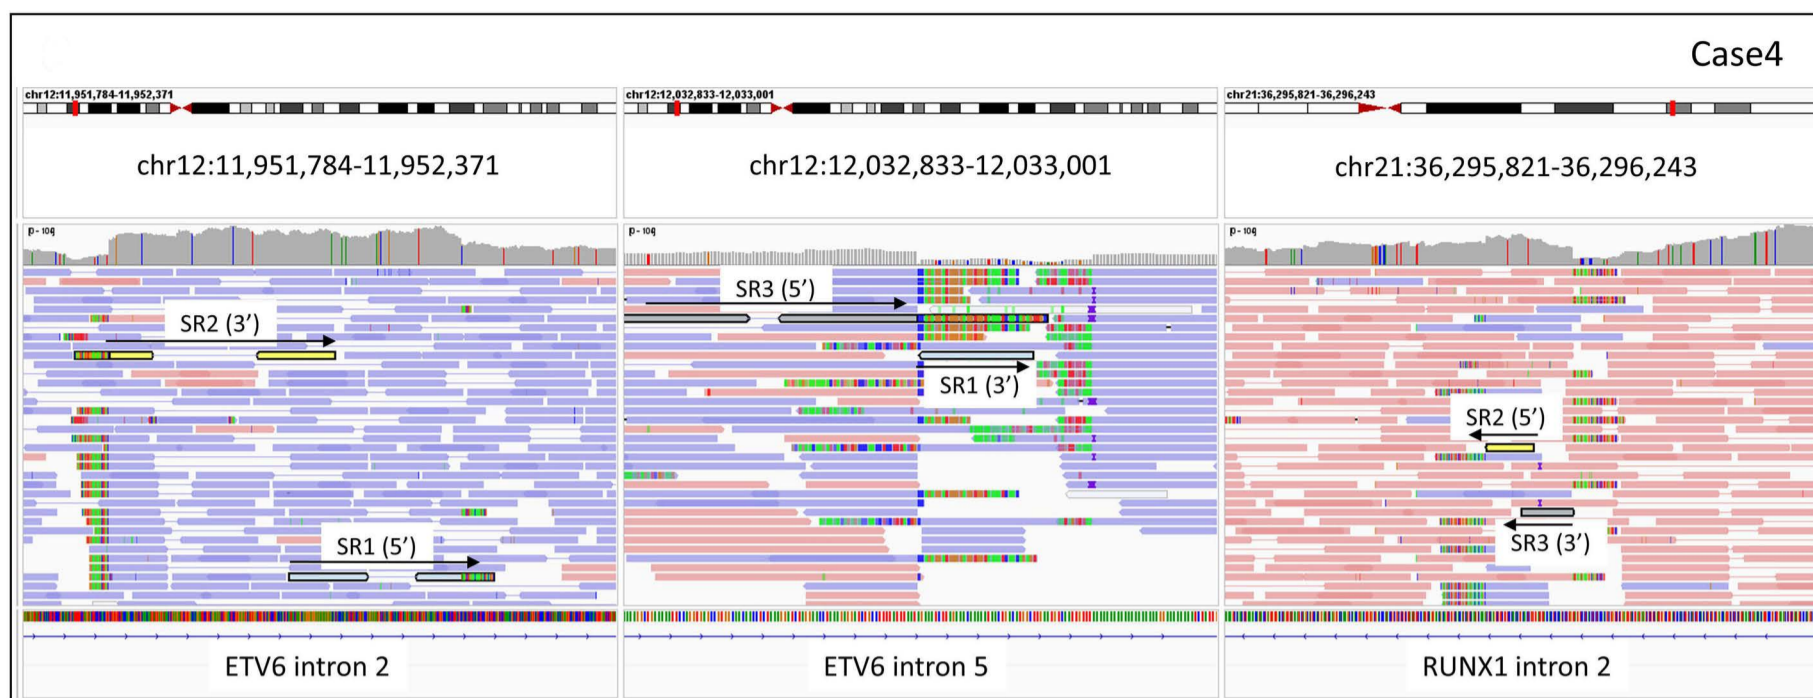 Case4
chr12:11,951,784-11,952,371
chr12:12,032,833-12,033,001
chr21:36,295,821-36,296,243
chr12:11,951,784-11,952,371
chr12:12,032,833-12,033,001
chr21:36,295,821-36,296,243
SR3 (5’)
SR2 (3’)
SR1 (3’)
SR2 (5’)
SR1 (5’)
SR3 (3’)
ETV6 intron 2
ETV6 intron 5
RUNX1 intron 2